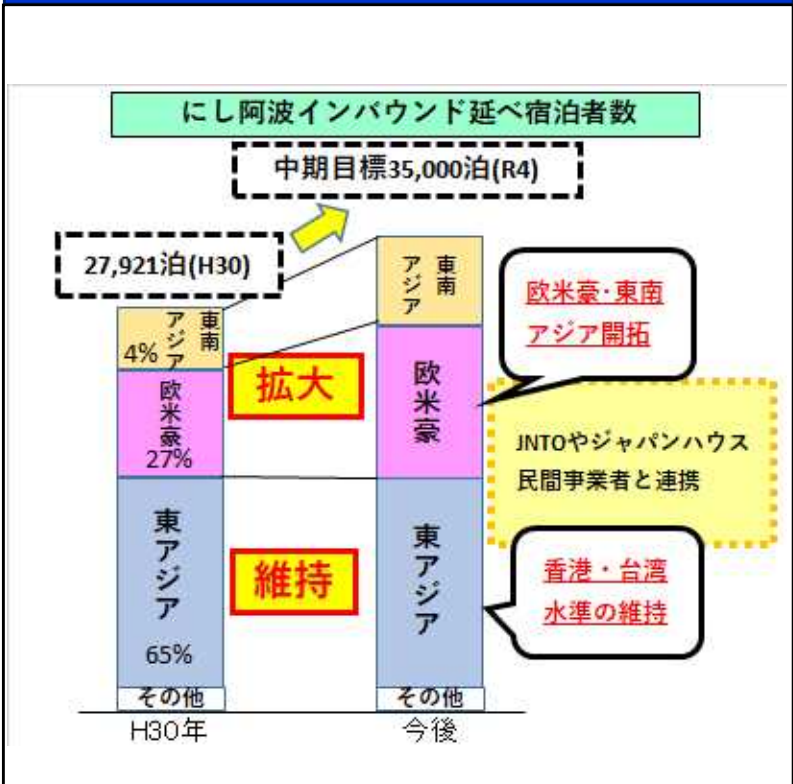 にし阿波インバウンド延べ宿泊者数
中期目標35,000泊(R4)
27,921泊(H30)
東南
アジア
4%
欧米豪
27%
東アジア
65%
その他
H30年
拡大
維持
東南
アジア
欧米豪
東アジア
その他
今後
欧米豪･東南
アジア開拓
JNTOやジャパンハウス
民間事業者と連携
香港・台湾
水準の維持